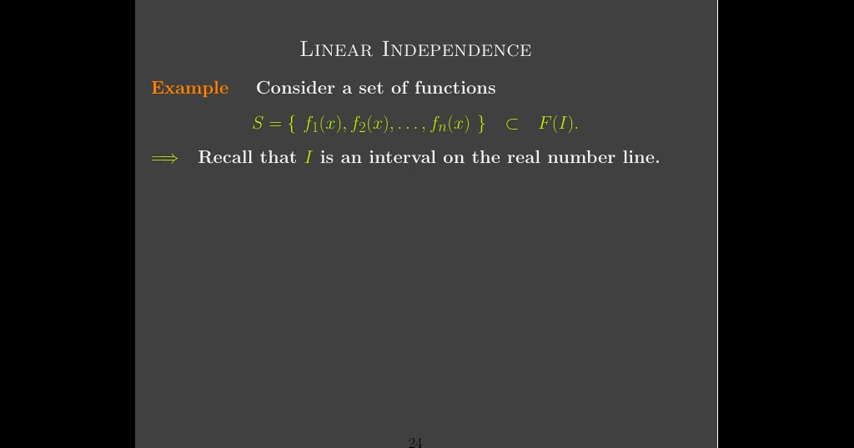 Linear Independence
Example Consider a set of functions
S = { f₁(x), f₂(x), . . . , fₙ(x) } ⊂ F(I).
⟹ Recall that I is an interval on the real number line.
24